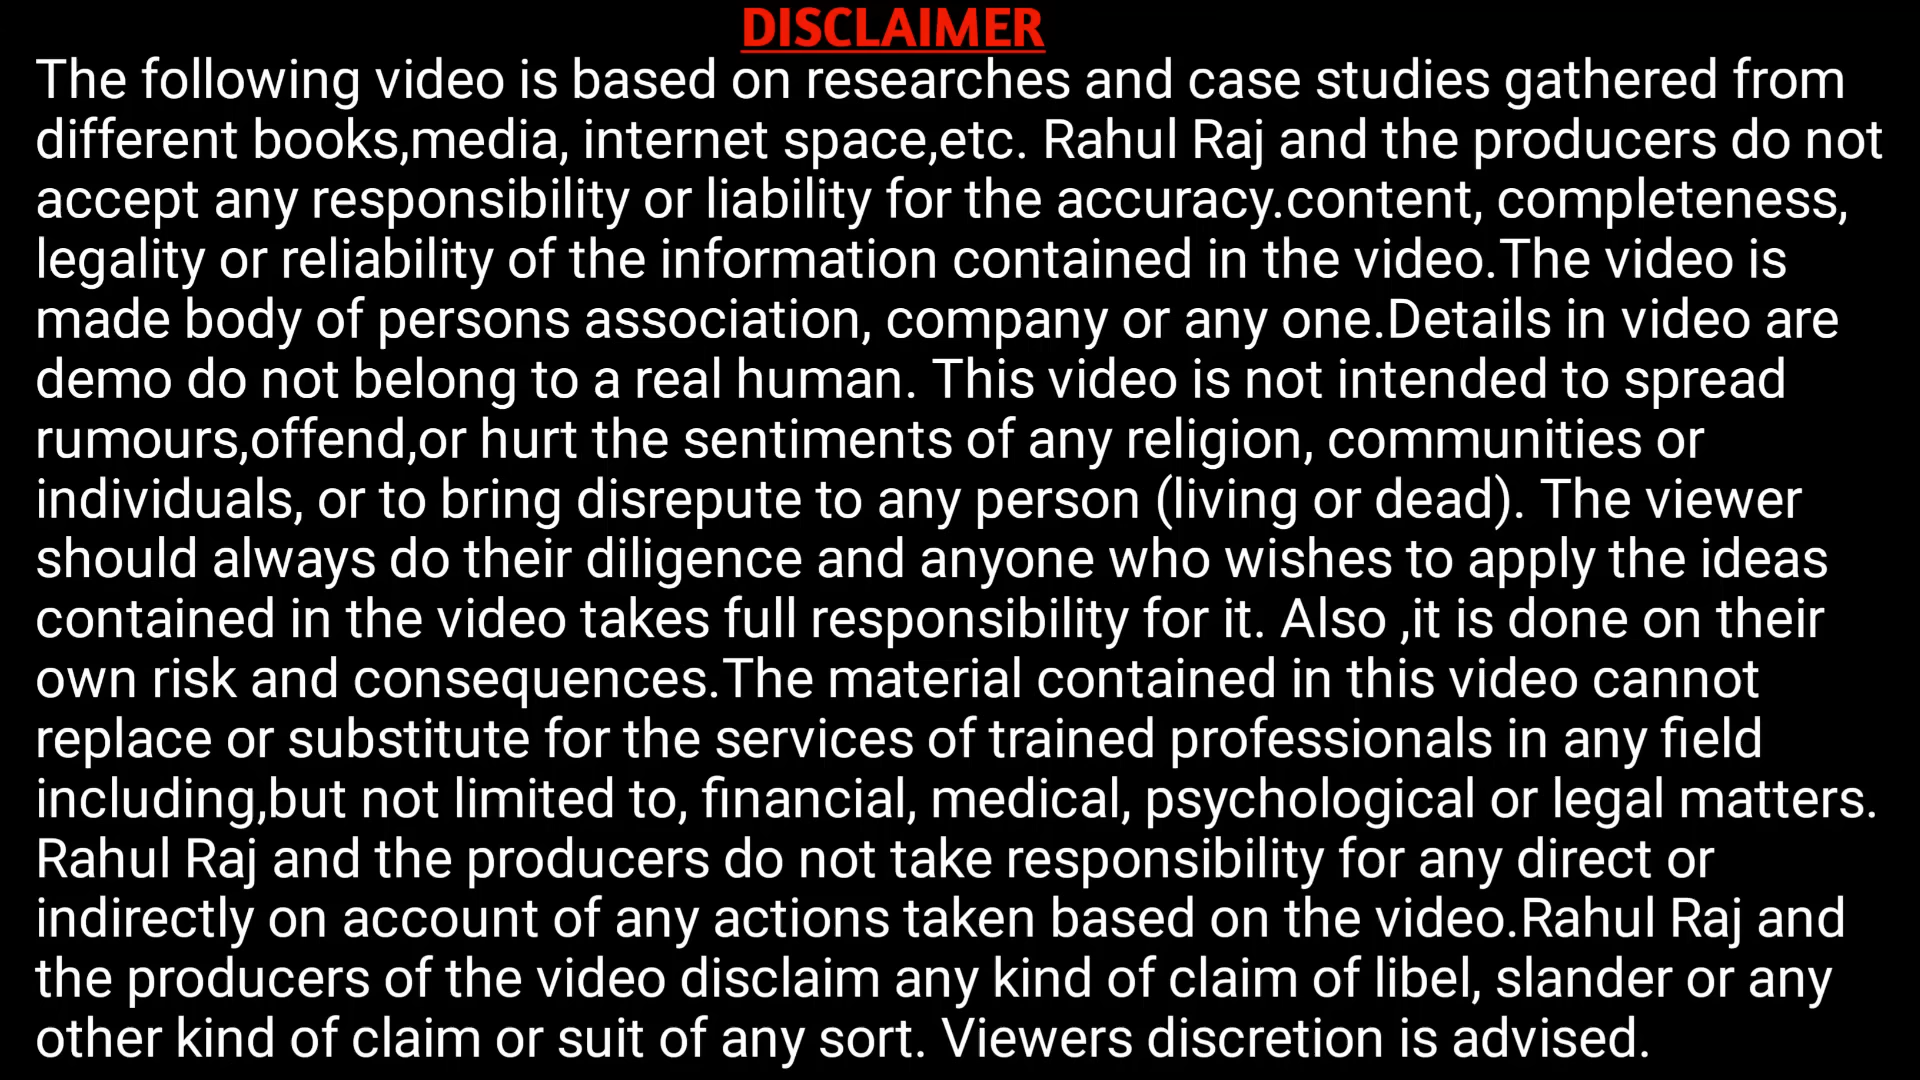 DISCLAIMER
The following video is based on researches and case studies gathered from
different books,media, internet space,etc. Rahul Raj and the producers do not
accept any responsibility or liability for the accuracy.content, completeness,
legality or reliability of the information contained in the video.The video is
made body of persons association, company or any one.Details in video are
demo do not belong to a real human. This video is not intended to spread
rumours,offend,or hurt the sentiments of any religion, communities or
individuals, or to bring disrepute to any person (living or dead). The viewer
should always do their diligence and anyone who wishes to apply the ideas
contained in the video takes full responsibility for it. Also ,it is done on their
own risk and consequences.The material contained in this video cannot
replace or substitute for the services of trained professionals in any field
including,but not limited to, financial, medical, psychological or legal matters.
Rahul Raj and the producers do not take responsibility for any direct or
indirectly on account of any actions taken based on the video.Rahul Raj and
the producers of the video disclaim any kind of claim of libel, slander or any
other kind of claim or suit of any sort. Viewers discretion is advised.